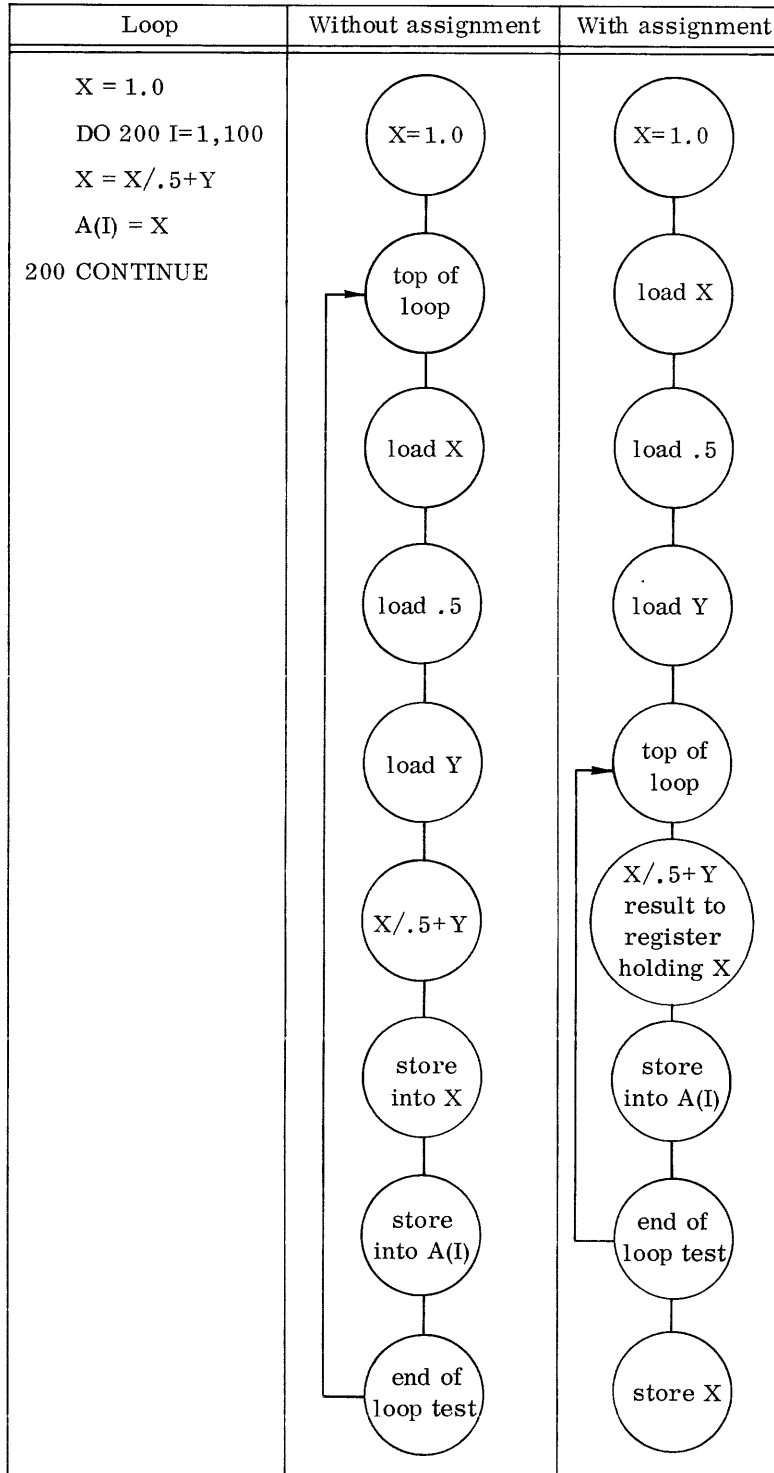 Loop
Without assignment
With assignment
X = 1.0
DO 200 I=1,100
X = X/.5+Y
A(I) = X
200 CONTINUE
X=1.0
top of
loop
load X
load .5
load Y
X/.5+Y
store
into X
store
into A(I)
end of
loop test
X=1.0
load X
load .5
load Y
top of
loop
X/.5+Y
result to
register
holding X
store
into A(I)
end of
loop test
store X